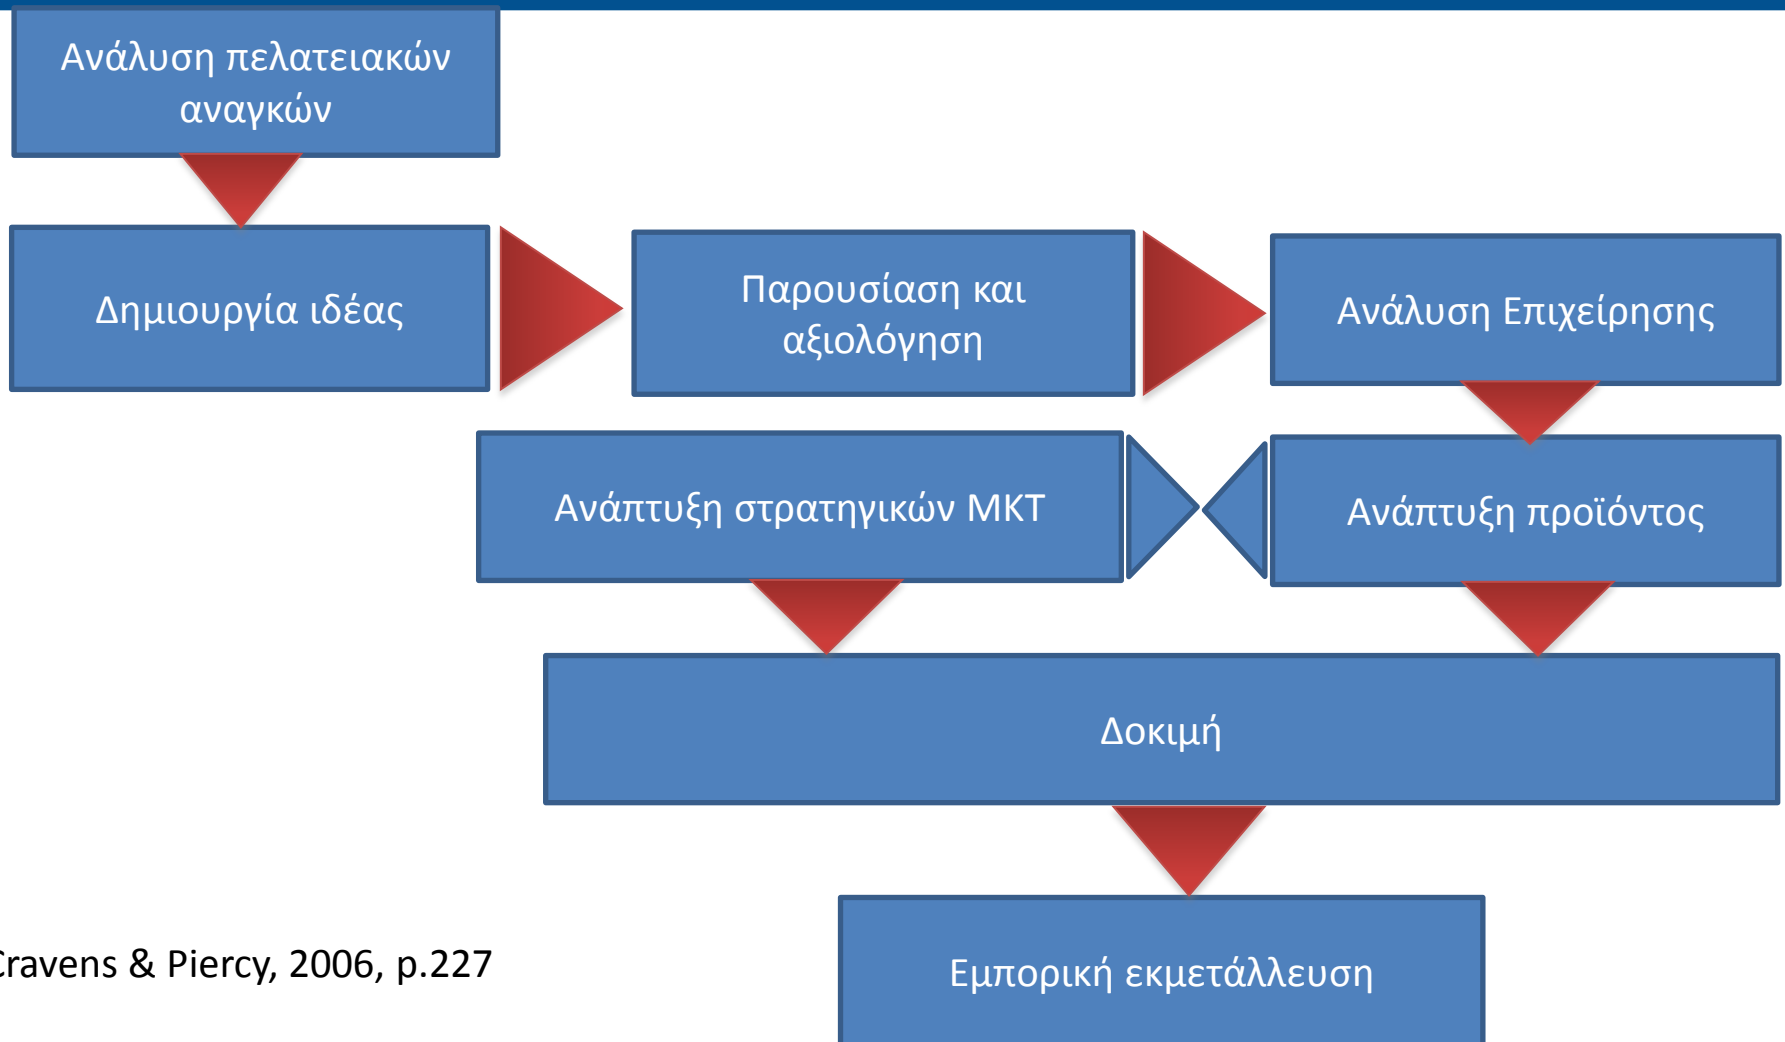 Ανάλυση πελατειακών
αναγκών
Δημιουργία ιδέας
Παρουσίαση και
αξιολόγηση
Ανάλυση Επιχείρησης
Ανάπτυξη στρατηγικών ΜΚΤ
Ανάπτυξη προϊόντος
Δοκιμή
Εμπορική εκμετάλλευση
Cravens & Piercy, 2006, p.227